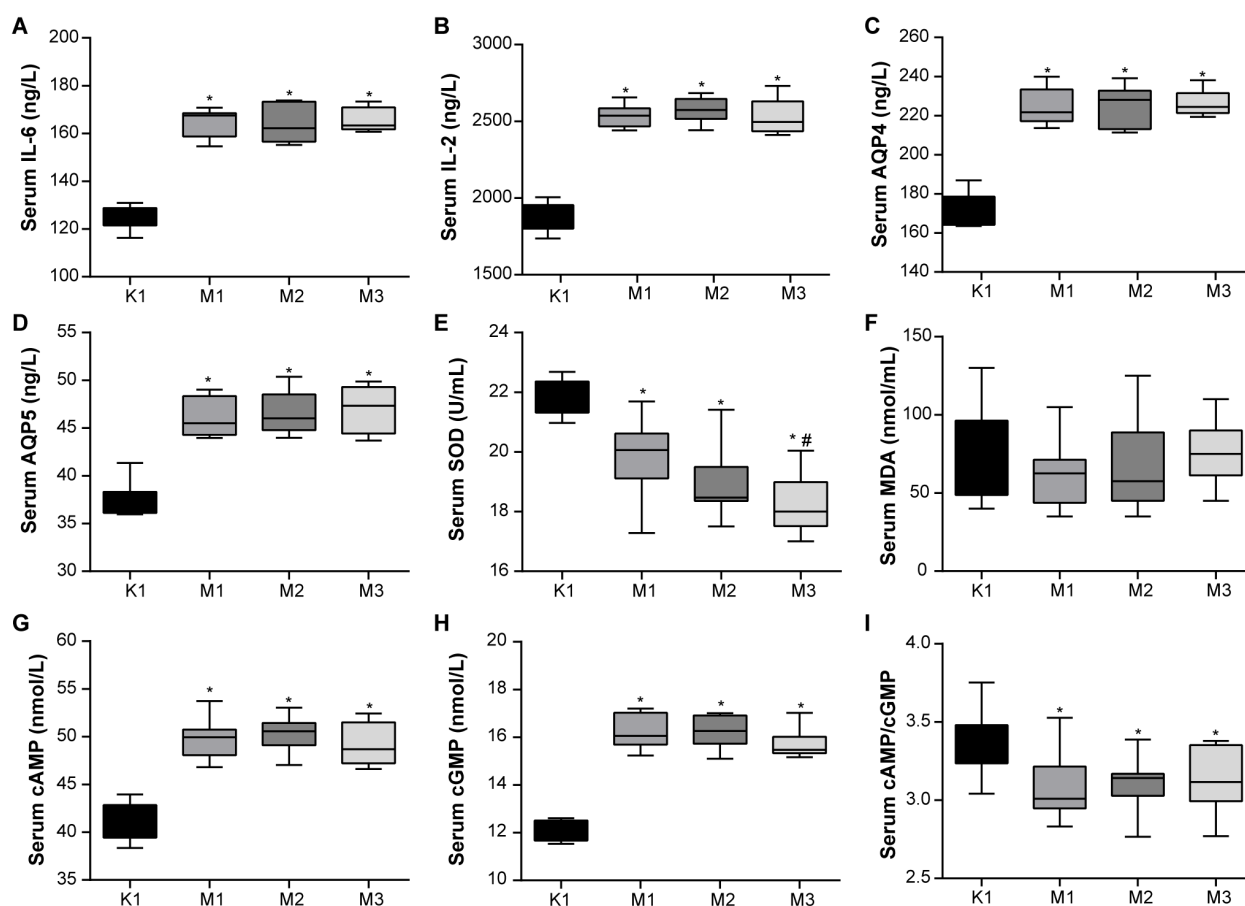 A
Serum IL-6 (ng/L)
200
180
160
140
120
100
*
*
*
K1
M1
M2
M3
B
Serum IL-2 (ng/L)
3000
2500
2000
1500
*
*
*
K1
M1
M2
M3
C
Serum AQP4 (ng/L)
260
240
220
200
180
160
140
*
*
*
K1
M1
M2
M3
D
Serum AQP5 (ng/L)
55
50
45
40
35
30
*
*
*
K1
M1
M2
M3
E
Serum SOD (U/mL)
24
22
20
18
16
*
*
* #
K1
M1
M2
M3
F
Serum MDA (nmol/mL)
150
100
50
0
K1
M1
M2
M3
G
Serum cAMP (nmol/L)
60
55
50
45
40
35
*
*
*
K1
M1
M2
M3
H
Serum cGMP (nmol/L)
20
18
16
14
12
10
*
*
*
K1
M1
M2
M3
I
Serum cAMP/cGMP
4.0
3.5
3.0
2.5
*
*
*
K1
M1
M2
M3